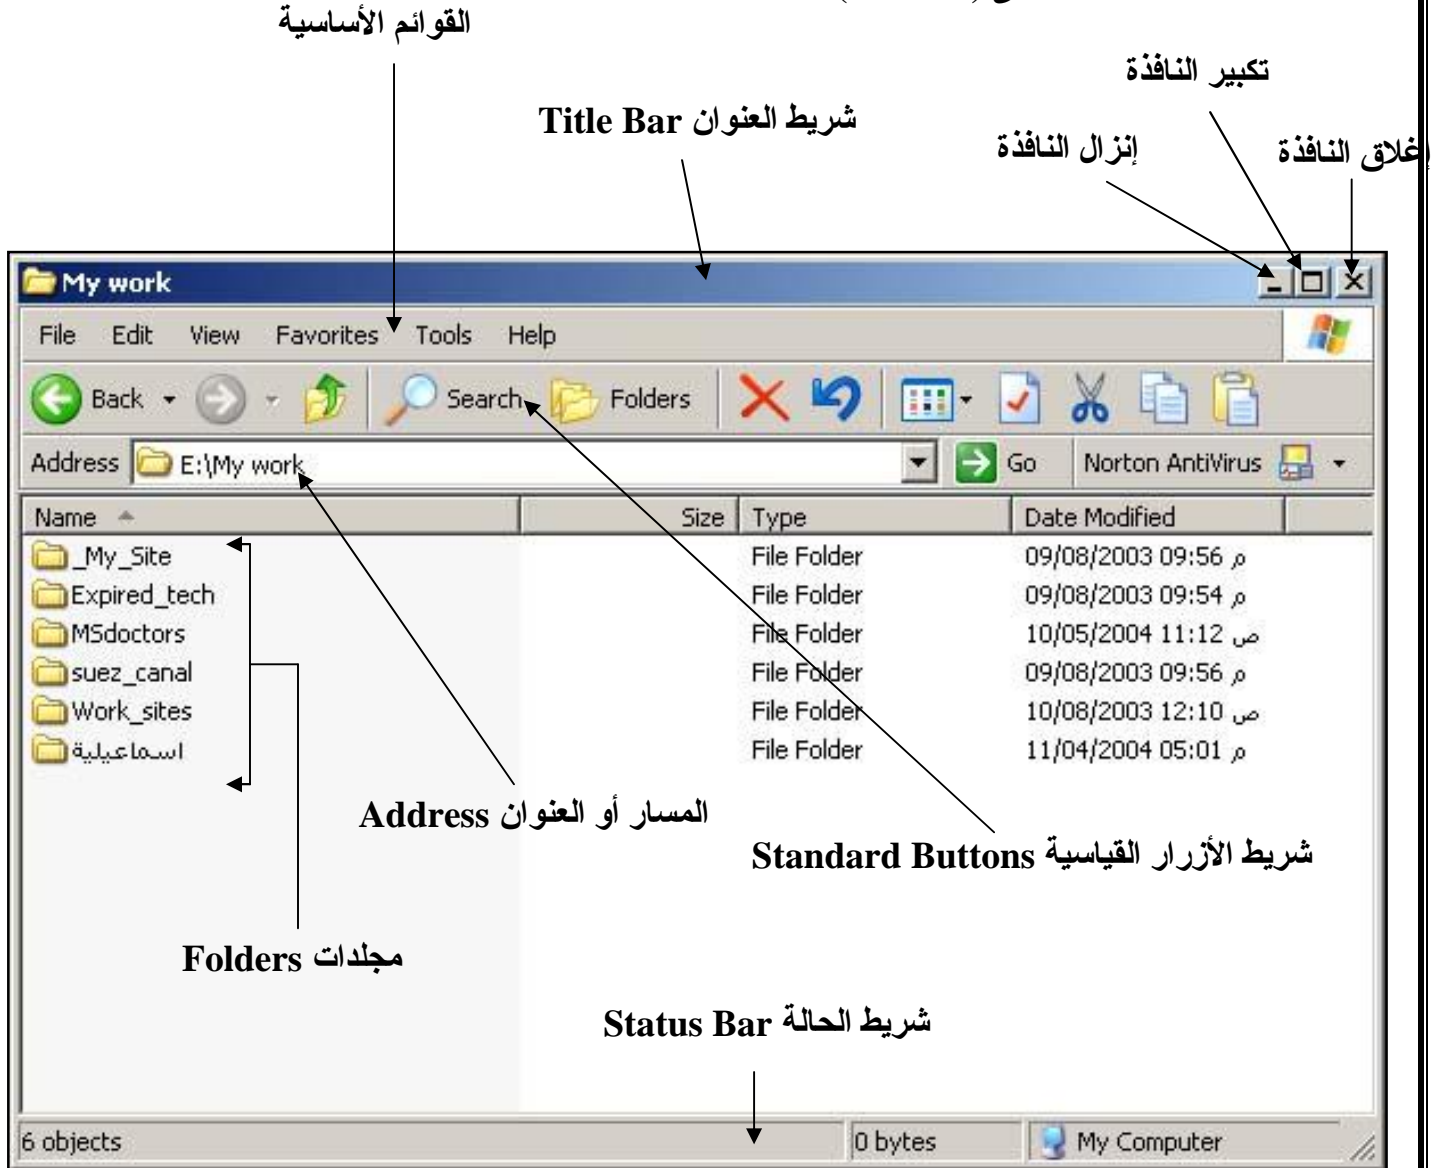 القوائم الأساسية
تكبير النافذة
شريط العنوان Title Bar
إنزال النافذة
إغلاق النافذة
My work
File Edit View Favorites Tools Help
Back Search Folders
Address E:\My work Go Norton AntiVirus
Name Size Type Date Modified
_My_Site File Folder 09/08/2003 09:56 م
Expired_tech File Folder 09/08/2003 09:54 م
MSdoctors File Folder 10/05/2004 11:12 ص
suez_canal File Folder 09/08/2003 09:56 م
Work_sites File Folder 10/08/2003 12:10 ص
اسماعيلية File Folder 11/04/2004 05:01 م
المسار أو العنوان Address
شريط الأزرار القياسية Standard Buttons
مجلدات Folders
شريط الحالة Status Bar
6 objects 0 bytes My Computer